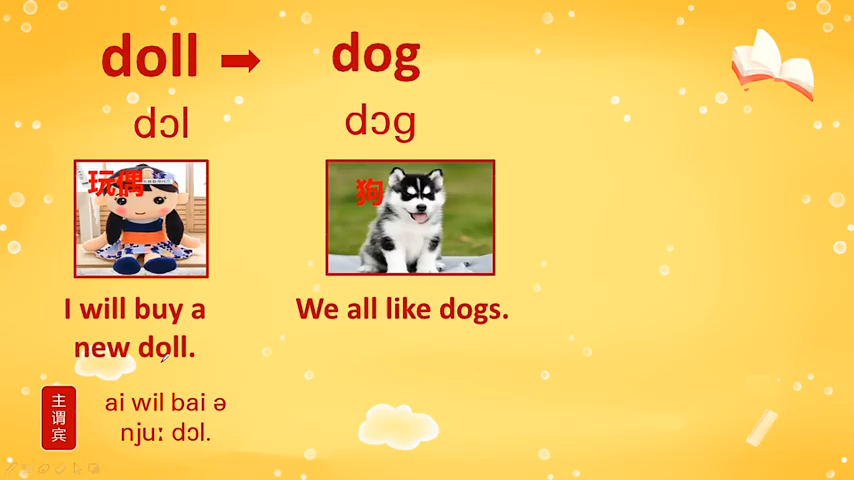 doll ➡ dog
dɔl
dɔg
玩偶
狗
I will buy a
new doll.
We all like dogs.
主谓宾
ai wil bai ə
njuː dɔl.